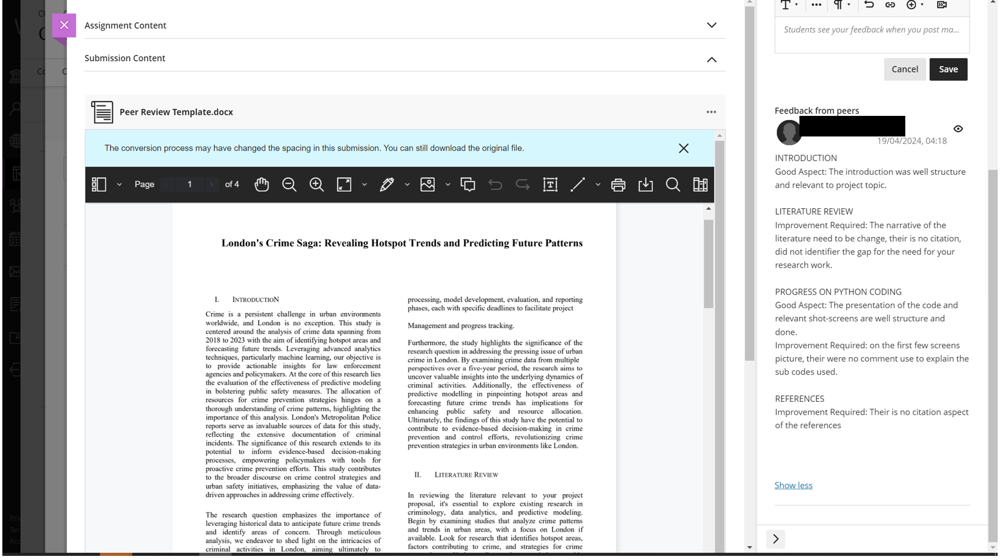 Assignment Content
Submission Content
Peer Review Template.docx
The conversion process may have changed the spacing in this submission. You can still download the original file.
Page 1 of 4
London's Crime Saga: Revealing Hotspot Trends and Predicting Future Patterns
I. INTRODUCTION
Crime is a persistent challenge in urban environments
worldwide, and London is no exception. This study is
centered around the analysis of crime data spanning from
2018 to 2023 with the aim of identifying hotspot areas and
forecasting future trends. Leveraging advanced analytics
techniques, particularly machine learning, our objective is
to provide actionable insights for law enforcement
agencies and policymakers. At the core of this research lies
the evaluation of the effectiveness of predictive modeling
in bolstering public safety measures. The allocation of
resources for crime prevention strategies hinges on a
thorough understanding of crime patterns, highlighting the
importance of this analysis. London's Metropolitan Police
reports serve as invaluable sources of data for this study,
reflecting the extensive documentation of criminal
incidents. The significance of this research extends to its
potential to inform evidence-based decision-making
processes, empowering policymakers with tools for
proactive crime prevention efforts. This study contributes
to the broader discourse on crime control strategies and
urban safety initiatives, emphasizing the value of data-
driven approaches in addressing crime effectively.
The research question emphasizes the importance of
leveraging historical data to anticipate future crime trends
and identify areas of concern. Through meticulous
analysis, we endeavor to shed light on the intricacies of
criminal activities in London, aiming ultimately to
processing, model development, evaluation, and reporting
phases, each with specific deadlines to facilitate project
Management and progress tracking.
Furthermore, the study highlights the significance of the
research question in addressing the pressing issue of urban
crime in London. By examining crime data from multiple
perspectives over a five-year period, the research aims to
uncover valuable insights into the underlying dynamics of
criminal activities. Additionally, the effectiveness of
predictive modelling in pinpointing hotspot areas and
forecasting future crime trends has implications for
enhancing public safety and resource allocation.
Ultimately, the findings of this study have the potential to
contribute to evidence-based decision-making in crime
prevention and control efforts, revolutionizing crime
prevention strategies in urban environments like London.
II. LITERATURE REVIEW
In reviewing the literature relevant to your project
proposal, it's essential to explore existing research in
criminology, data analytics, and predictive modeling.
Begin by examining studies that analyze crime patterns
and trends in urban areas, with a focus on London if
available. Look for research that identifies hotspot areas,
factors contributing to crime, and strategies for crime
Students see your feedback when you post ma...
Cancel
Save
Feedback from peers
19/04/2024, 04:18
INTRODUCTION
Good Aspect: The introduction was well structure
and relevant to project topic.
LITERATURE REVIEW
Improvement Required: The narrative of the
literature need to be change, their is no citation,
did not identifier the gap for the need for your
research work.
PROGRESS ON PYTHON CODING
Good Aspect: The presentation of the code and
relevant shot-screens are well structure and
done.
Improvement Required: on the first few screens
picture, their were no comment use to explain the
sub codes used.
REFERENCES
Improvement Required: Their is no citation aspect
of the references
Show less